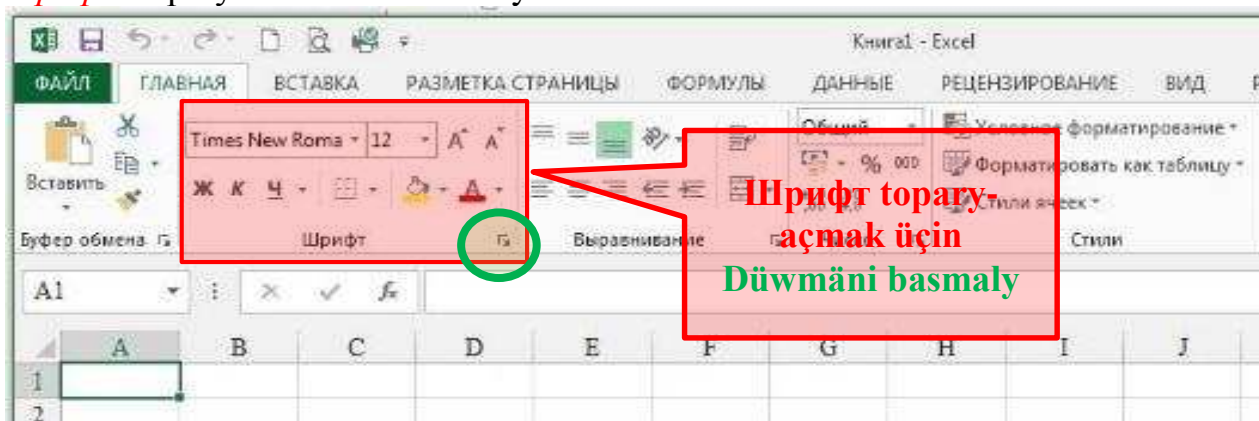 Книга1 - Excel
ФАЙЛ ГЛАВНАЯ ВСТАВКА РАЗМЕТКА СТРАНИЦЫ ФОРМУЛЫ ДАННЫЕ РЕЦЕНЗИРОВАНИЕ ВИД
Times New Roma 12 Общий Условное форматирование
Вставить Ж К Ч % 000 Форматировать как таблицу
Стили ячеек
Буфер обмена Шрифт Выравнивание Стили
Шрифт topary-
açmak üçin
Düwmäni basmaly
A1 fx
A B C D E F G H I J
1
2